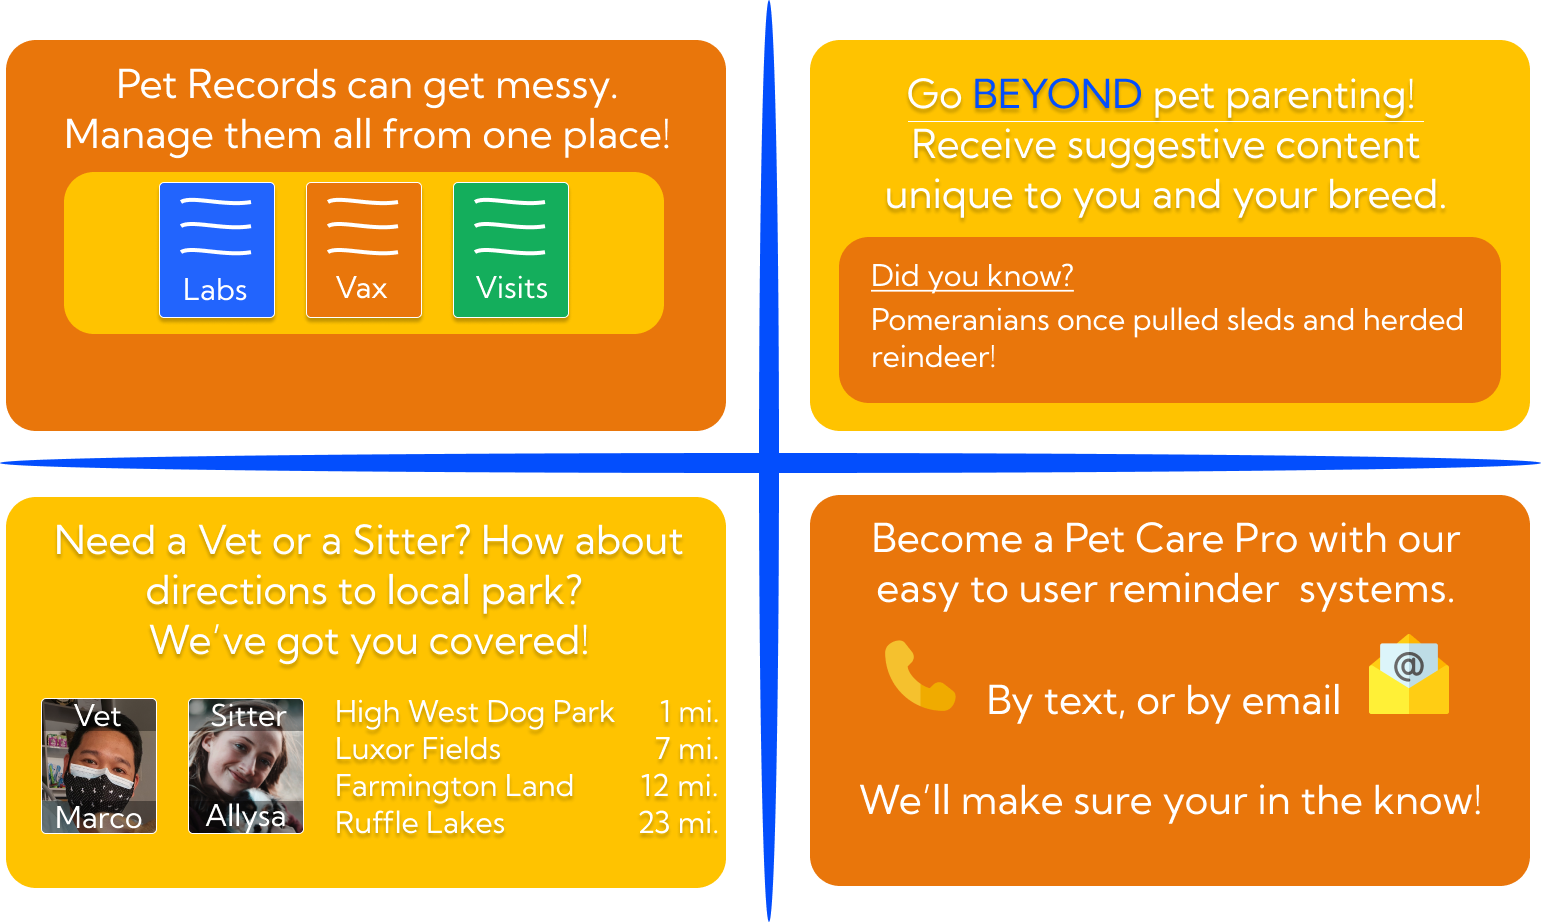 Pet Records can get messy.
Manage them all from one place!
Labs
Vax
Visits
Go BEYOND pet parenting!
Receive suggestive content
unique to you and your breed.
Did you know?
Pomeranians once pulled sleds and herded
reindeer!
Need a Vet or a Sitter? How about
directions to local park?
We've got you covered!
Vet
Marco
Sitter
Allysa
High West Dog Park 1 mi.
Luxor Fields 7 mi.
Farmington Land 12 mi.
Ruffle Lakes 23 mi.
Become a Pet Care Pro with our
easy to user reminder systems.
@
By text, or by email
We'll make sure your in the know!